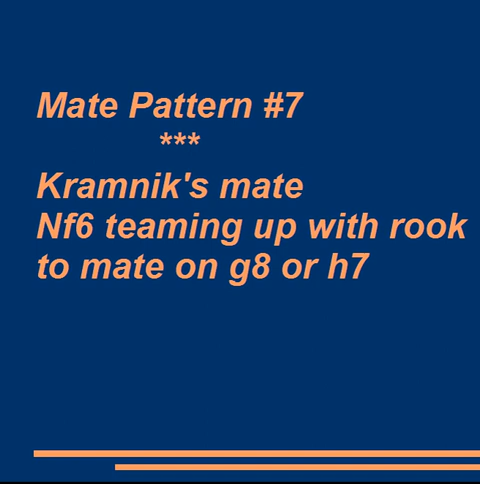 Mate Pattern #7
***
Kramnik's mate
Nf6 teaming up with rook
to mate on g8 or h7